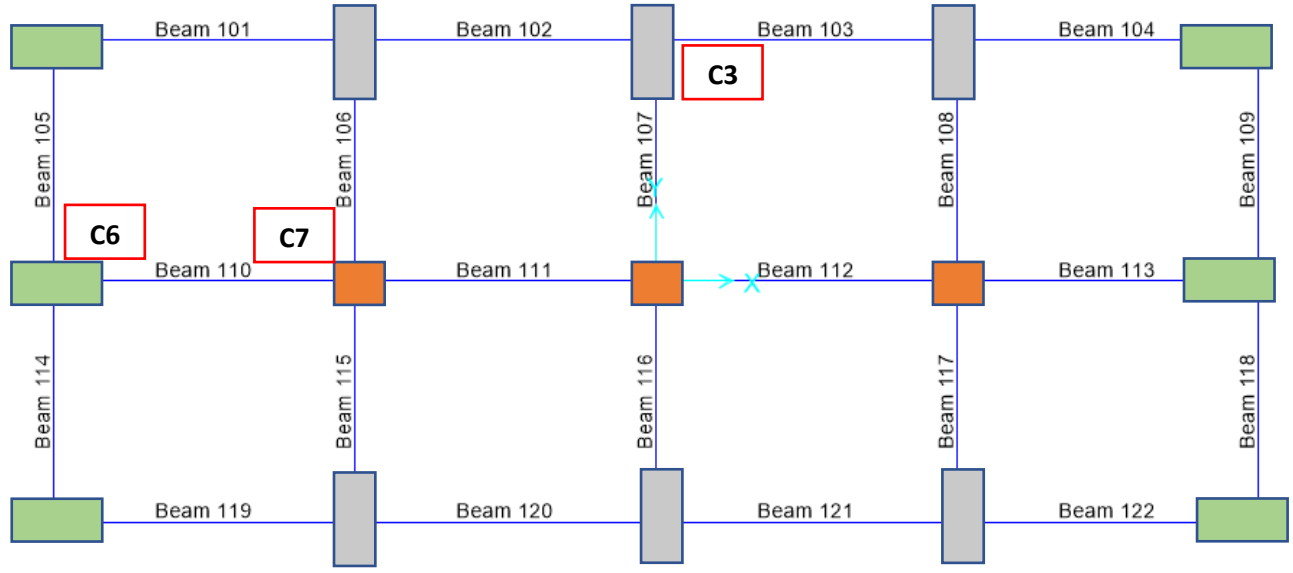 Beam 101
Beam 102
Beam 103
Beam 104
C3
Beam 105
Beam 106
Beam 107
Beam 108
Beam 109
Y
C6
C7
Beam 110
Beam 111
Beam 112
Beam 113
X
Beam 114
Beam 115
Beam 116
Beam 117
Beam 118
Beam 119
Beam 120
Beam 121
Beam 122